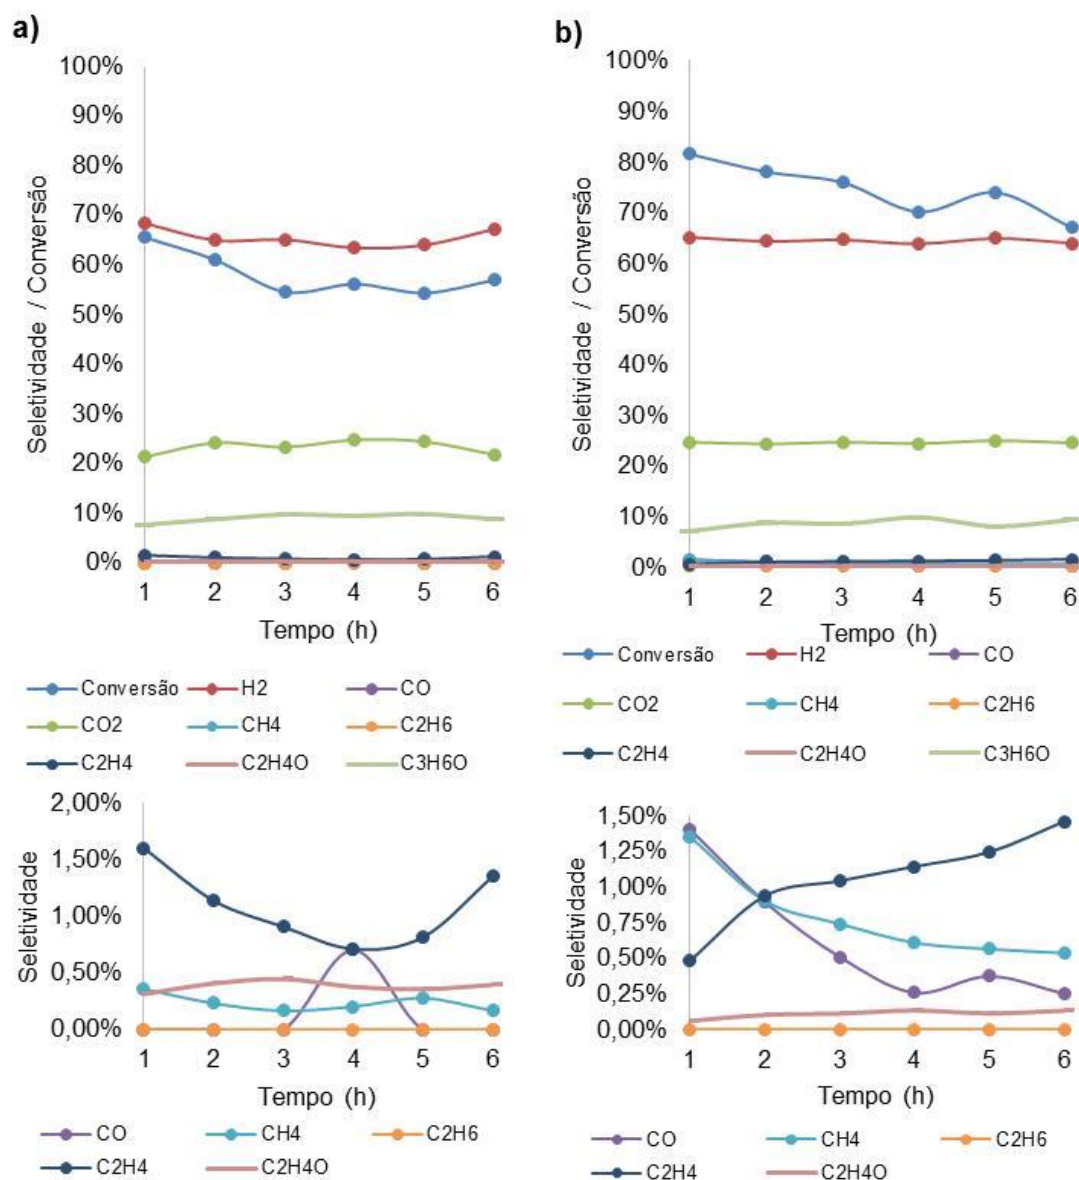 a)
100%
90%
80%
70%
60%
50%
40%
30%
20%
10%
0%
Seletividade / Conversão
1 2 3 4 5 6
Tempo (h)
Conversão H2 CO
CO2 CH4 C2H6
C2H4 C2H4O C3H6O
2,00%
1,50%
1,00%
0,50%
0,00%
Seletividade
1 2 3 4 5 6
Tempo (h)
CO CH4 C2H6
C2H4 C2H4O
b)
100%
90%
80%
70%
60%
50%
40%
30%
20%
10%
0%
Seletividade / Conversão
1 2 3 4 5 6
Tempo (h)
Conversão H2 CO
CO2 CH4 C2H6
C2H4 C2H4O C3H6O
1,50%
1,25%
1,00%
0,75%
0,50%
0,25%
0,00%
Seletividade
1 2 3 4 5 6
Tempo (h)
CO CH4 C2H6
C2H4 C2H4O